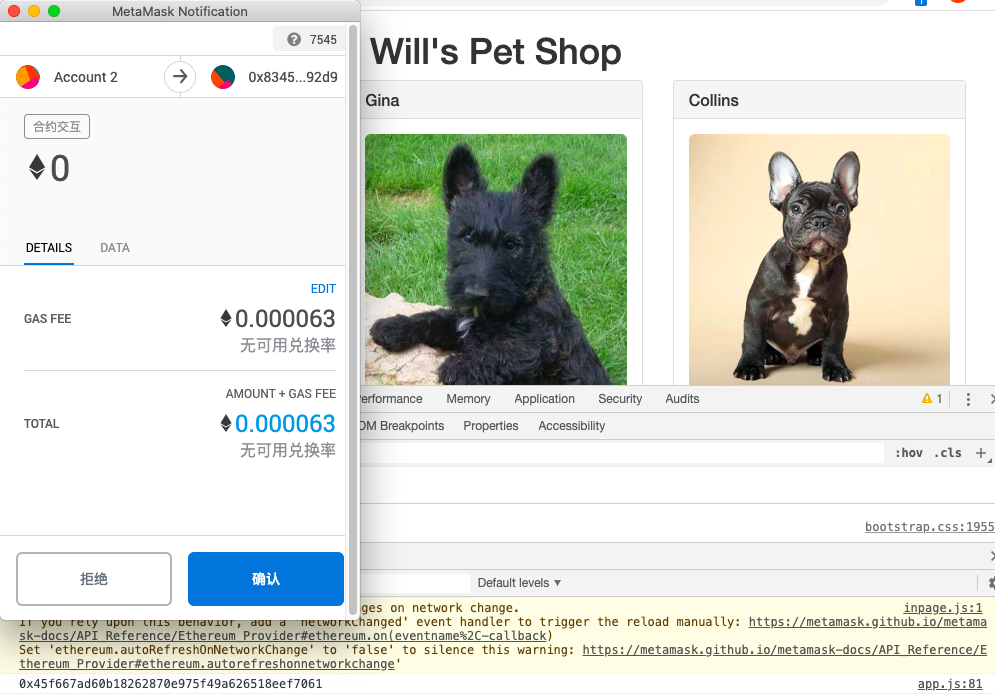 MetaMask Notification
7545
Account 2
0x8345...92d9
合约交互
0
DETAILS
DATA
EDIT
GAS FEE
0.000063
无可用兑换率
AMOUNT + GAS FEE
TOTAL
0.000063
无可用兑换率
拒绝
确认
Will's Pet Shop
Gina
Collins
erformance
Memory
Application
Security
Audits
1
OM Breakpoints
Properties
Accessibility
:hov
.cls
bootstrap.css:1955
Default levels ▼
ges on network change.
inpage.js:1
If you rely upon this behavior, add a 'networkChanged' event handler to trigger the reload manually: https://metamask.github.io/metama
sk-docs/API_Reference/Ethereum_Provider#ethereum.on(eventname%2C-callback)
Set 'ethereum.autoRefreshOnNetworkChange' to 'false' to silence this warning: https://metamask.github.io/metamask-docs/API_Reference/E
thereum_Provider#ethereum.autorefreshonnetworkchange'
0x45f667ad60b18262870e975f49a626518eef7061
app.js:81